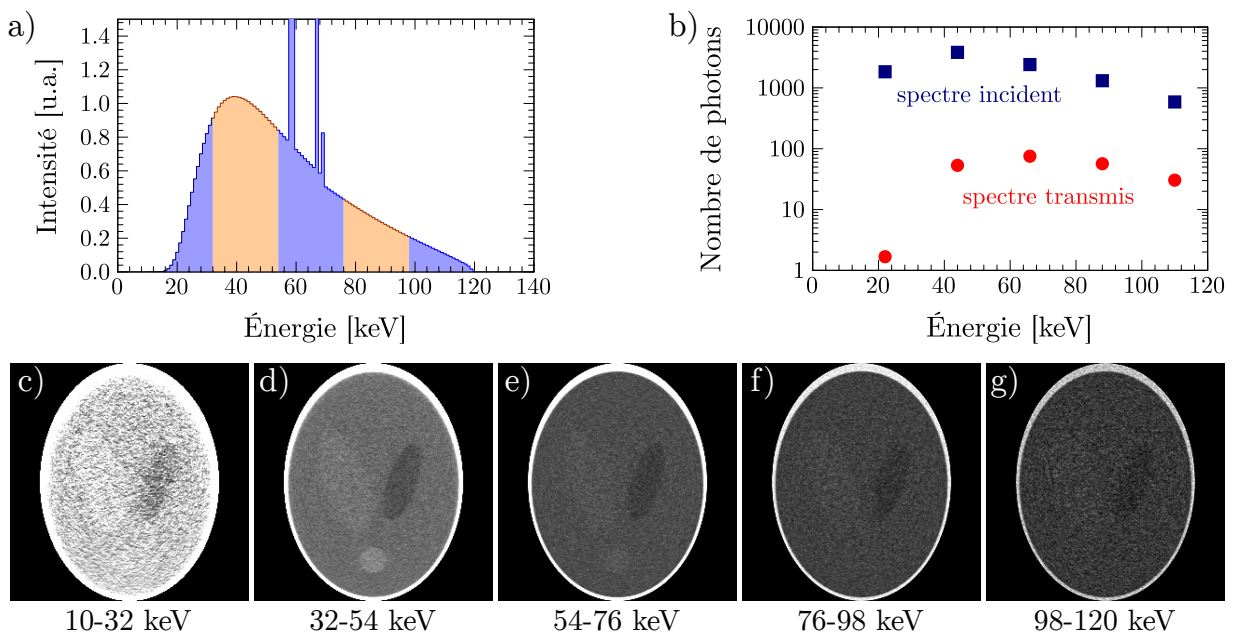 a)
Intensité [u.a.]
1.4
1.2
1.0
0.8
0.6
0.4
0.2
0.0
0 20 40 60 80 100 120 140
Énergie [keV]
b)
Nombre de photons
10000
1000
100
10
1
spectre incident
spectre transmis
0 20 40 60 80 100 120
Énergie [keV]
c) d) e) f) g)
10-32 keV 32-54 keV 54-76 keV 76-98 keV 98-120 keV